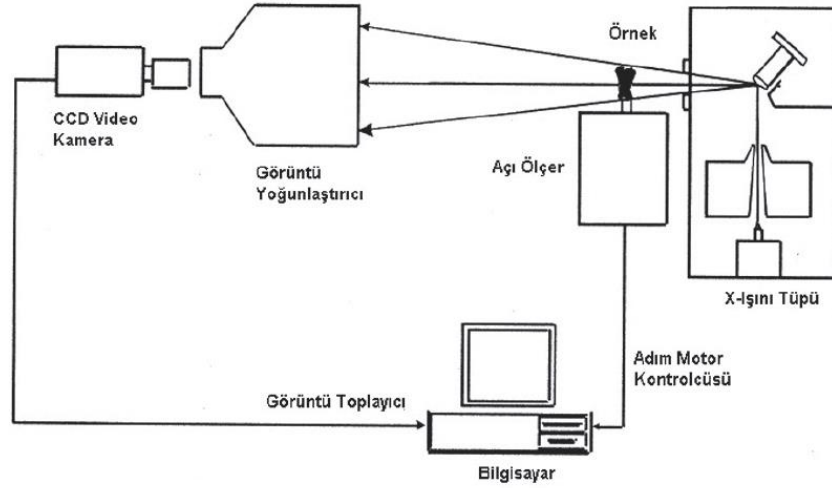 Örnek
CCD Video
Kamera
Görüntü
Yoğunlaştırıcı
Açı Ölçer
X-Işını Tüpü
Adım Motor
Kontrolcüsü
Görüntü Toplayıcı
Bilgisayar